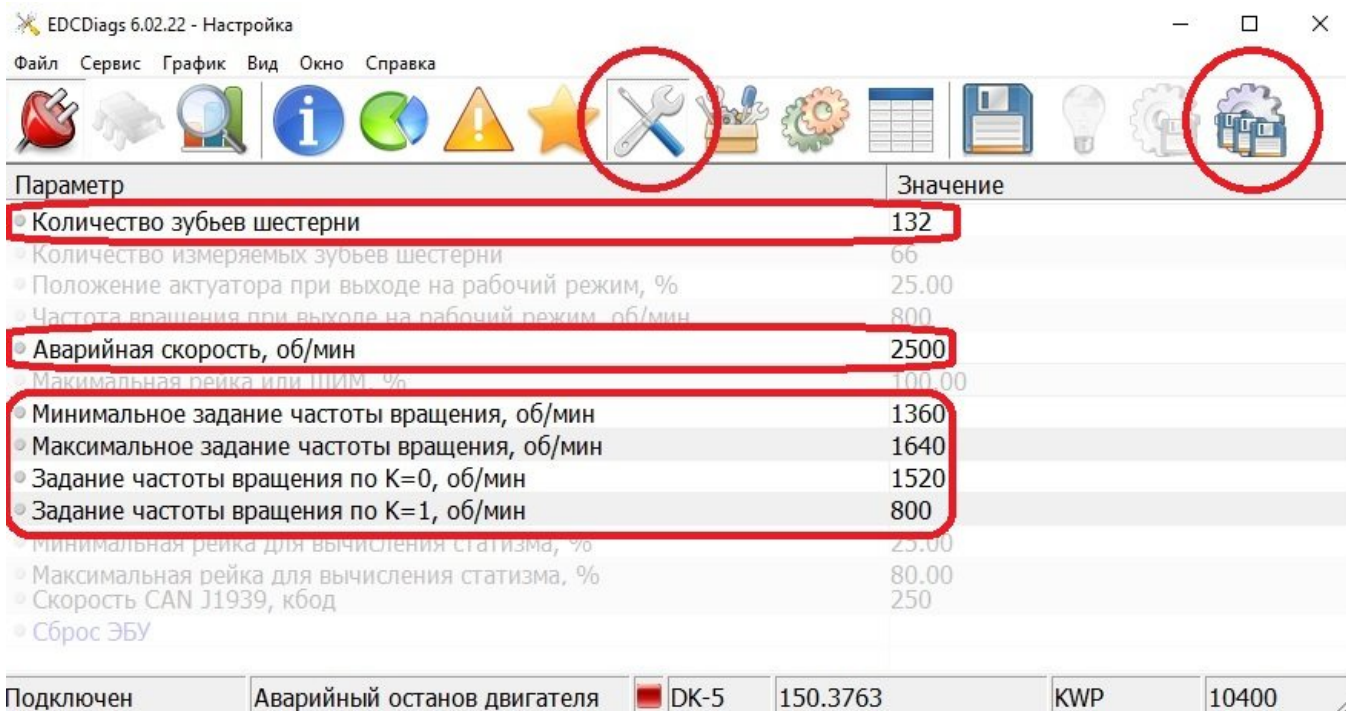 EDCDiags 6.02.22 - Настройка
Файл Сервис График Вид Окно Справка
Параметр Значение
Количество зубьев шестерни 132
Количество измеряемых зубьев шестерни 66
Положение актуатора при выходе на рабочий режим, % 25.00
Частота вращения при выходе на рабочий режим, об/мин 800
Аварийная скорость, об/мин 2500
Макимальная рейка или ШИМ, % 100.00
Минимальное задание частоты вращения, об/мин 1360
Максимальное задание частоты вращения, об/мин 1640
Задание частоты вращения по K=0, об/мин 1520
Задание частоты вращения по K=1, об/мин 800
Минимальная рейка для вычисления статизма, % 25.00
Максимальная рейка для вычисления статизма, % 80.00
Скорость CAN J1939, кбод 250
Сброс ЭБУ
Подключен Аварийный останов двигателя DK-5 150.3763 KWP 10400